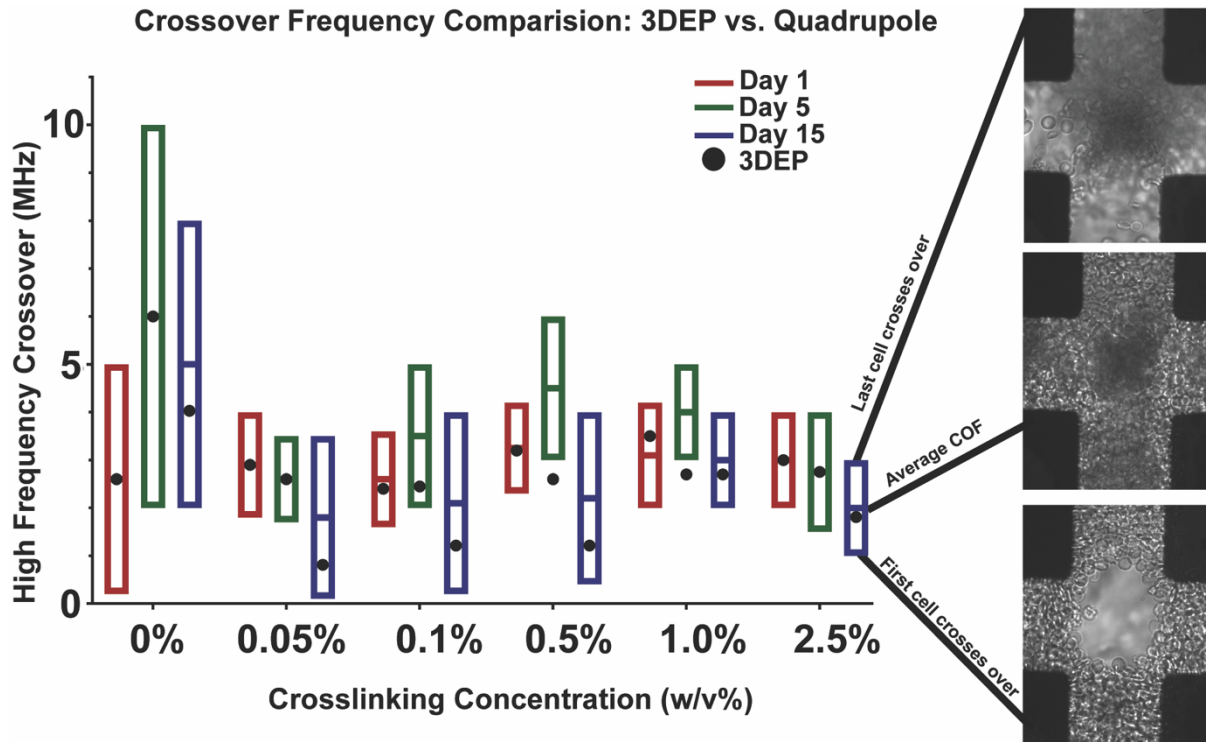 Crossover Frequency Comparision: 3DEP vs. Quadrupole
Day 1
Day 5
Day 15
3DEP
High Frequency Crossover (MHz)
10
5
0
0%
0.05%
0.1%
0.5%
1.0%
2.5%
Crosslinking Concentration (w/v%)
Last cell crosses over
Average COF
First cell crosses over